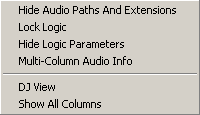 Hide Audio Paths And Extensions
Lock Logic
Hide Logic Parameters
Multi-Column Audio Info
DJ View
Show All Columns